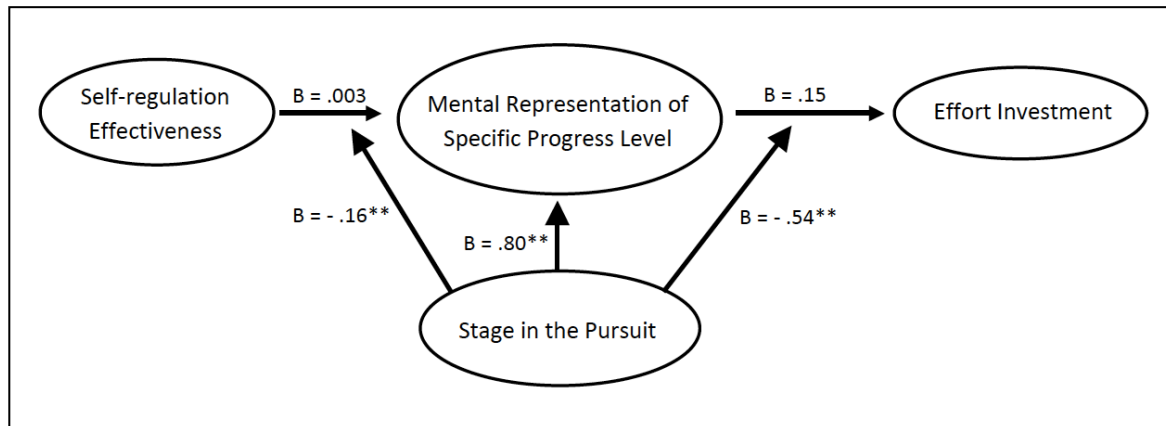 Self-regulation
Effectiveness
B = .003
Mental Representation of
Specific Progress Level
B = .15
Effort Investment
B = - .16**
B = .80**
B = - .54**
Stage in the Pursuit